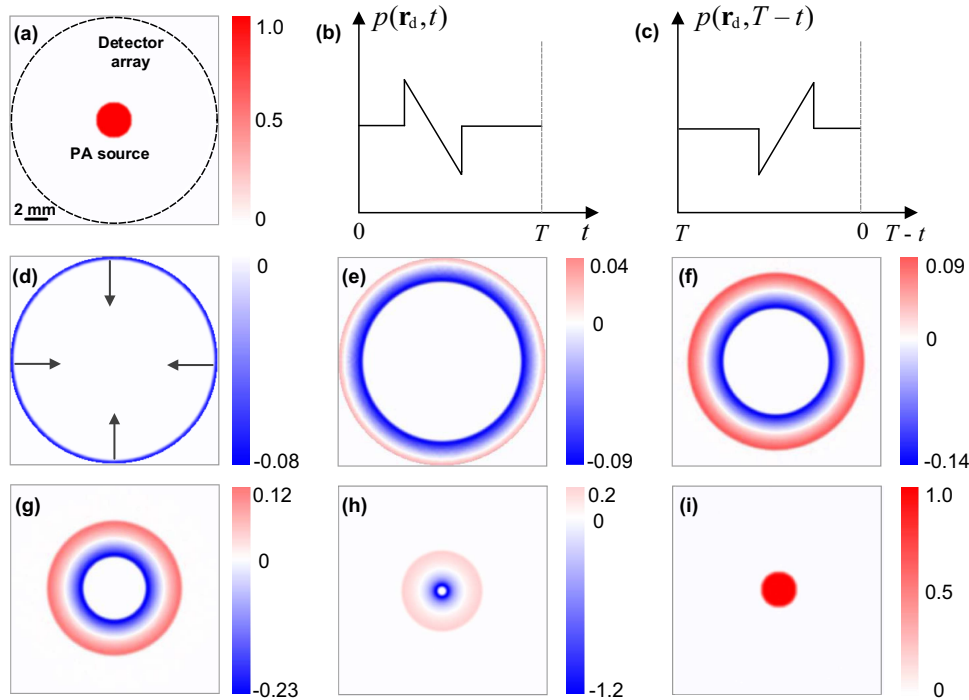 (a)
Detector
array
PA source
2 mm
1.0
0.5
0
(b)
p(r_d, t)
0
T
t
(c)
p(r_d, T − t)
T
0
T - t
(d)
0
-0.08
(e)
0.04
0
-0.09
(f)
0.09
0
-0.14
(g)
0.12
0
-0.23
(h)
0.2
0
-1.2
(i)
1.0
0.5
0